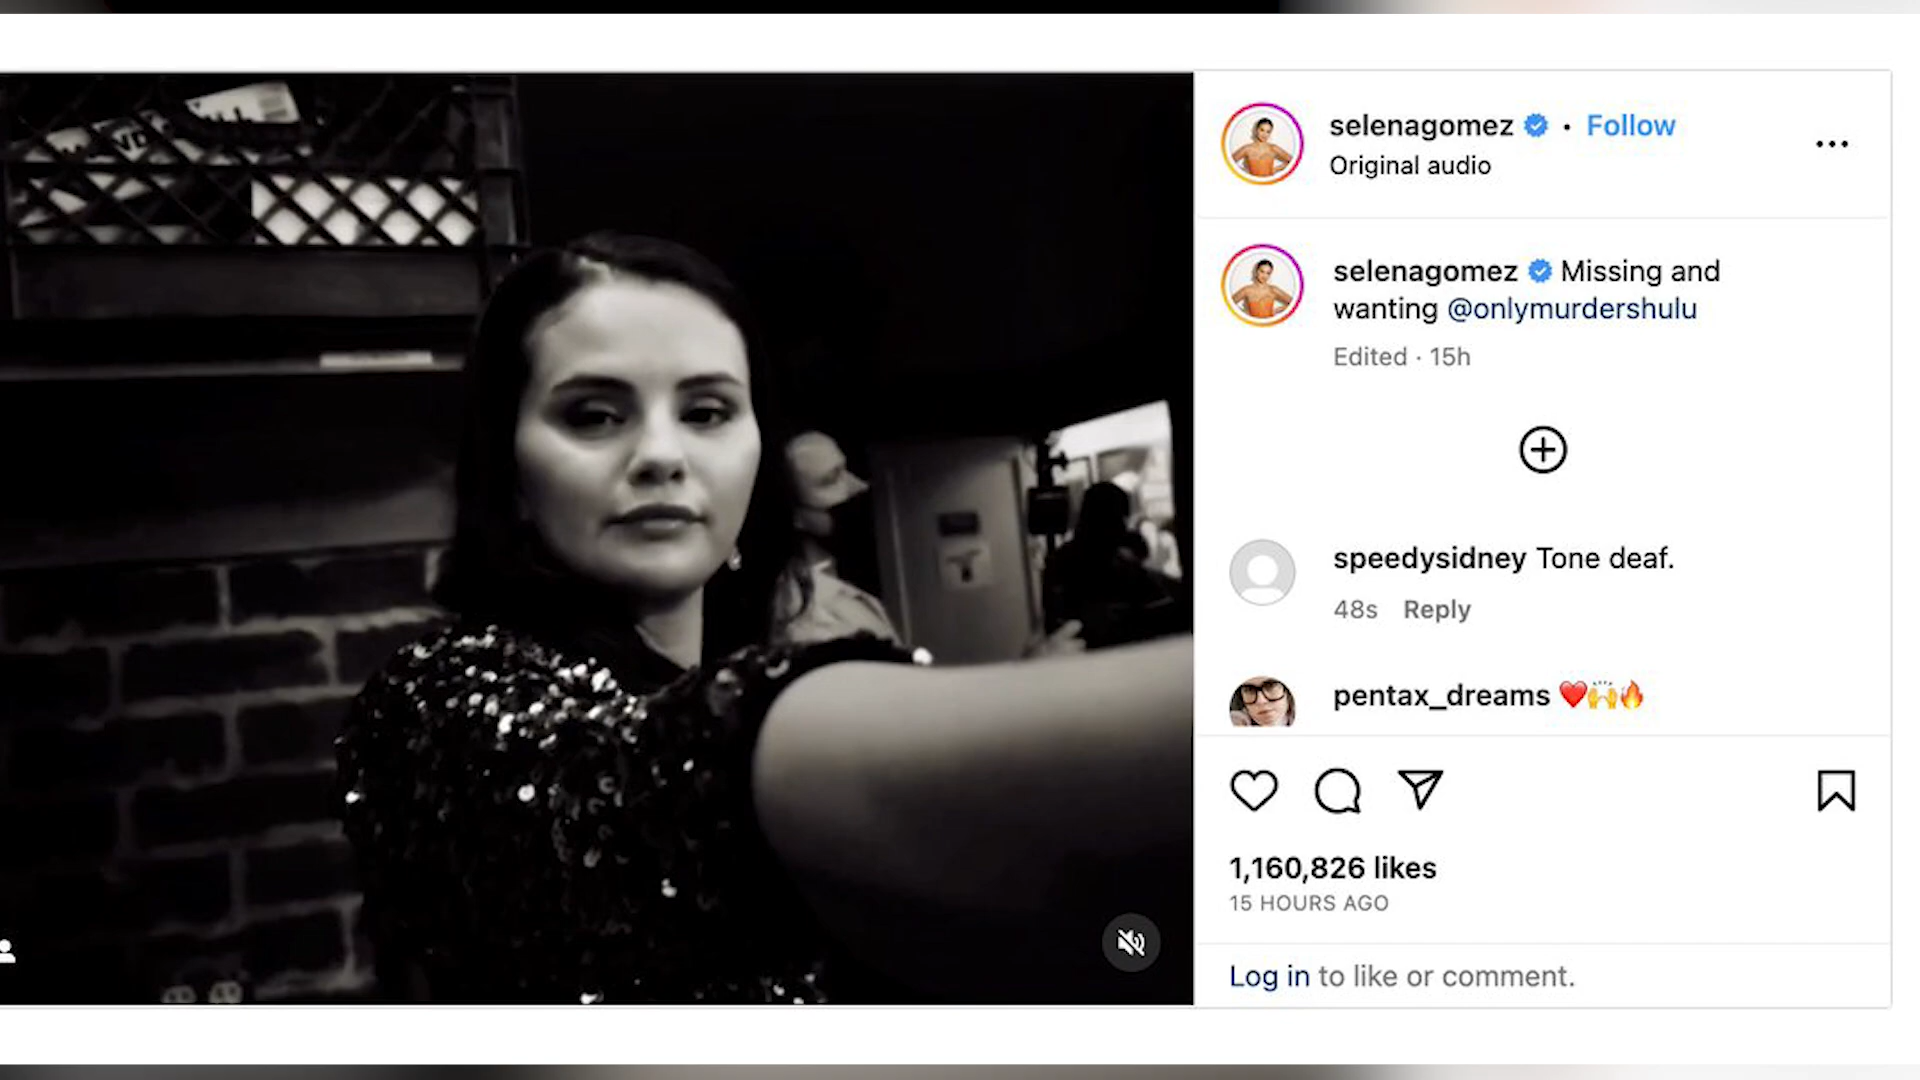 selenagomez • Follow
Original audio
selenagomez Missing and
wanting @onlymurdershulu
Edited · 15h
speedysidney Tone deaf.
48s Reply
pentax_dreams ❤️🙌🔥
1,160,826 likes
15 HOURS AGO
Log in to like or comment.